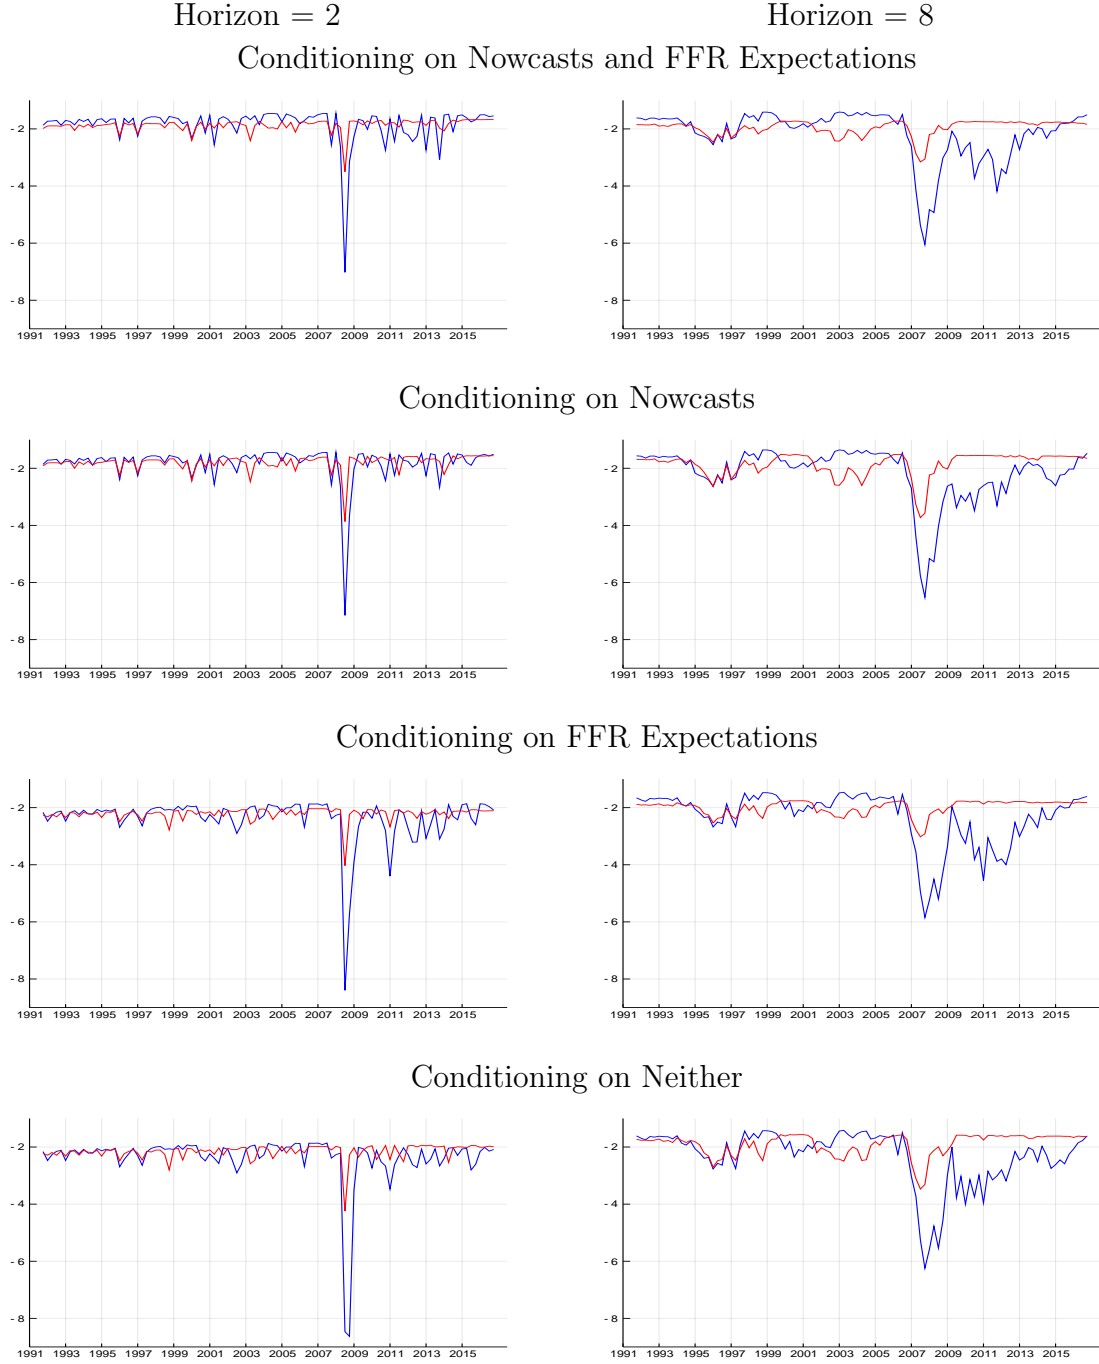 Horizon = 2 Horizon = 8
Conditioning on Nowcasts and FFR Expectations
-2 -2
-4 -4
-6 -6
-8 -8
1991 1993 1995 1997 1999 2001 2003 2005 2007 2009 2011 2013 2015 1991 1993 1995 1997 1999 2001 2003 2005 2007 2009 2011 2013 2015
Conditioning on Nowcasts
-2 -2
-4 -4
-6 -6
-8 -8
1991 1993 1995 1997 1999 2001 2003 2005 2007 2009 2011 2013 2015 1991 1993 1995 1997 1999 2001 2003 2005 2007 2009 2011 2013 2015
Conditioning on FFR Expectations
-2 -2
-4 -4
-6 -6
-8 -8
1991 1993 1995 1997 1999 2001 2003 2005 2007 2009 2011 2013 2015 1991 1993 1995 1997 1999 2001 2003 2005 2007 2009 2011 2013 2015
Conditioning on Neither
-2 -2
-4 -4
-6 -6
-8 -8
1991 1993 1995 1997 1999 2001 2003 2005 2007 2009 2011 2013 2015 1991 1993 1995 1997 1999 2001 2003 2005 2007 2009 2011 2013 2015